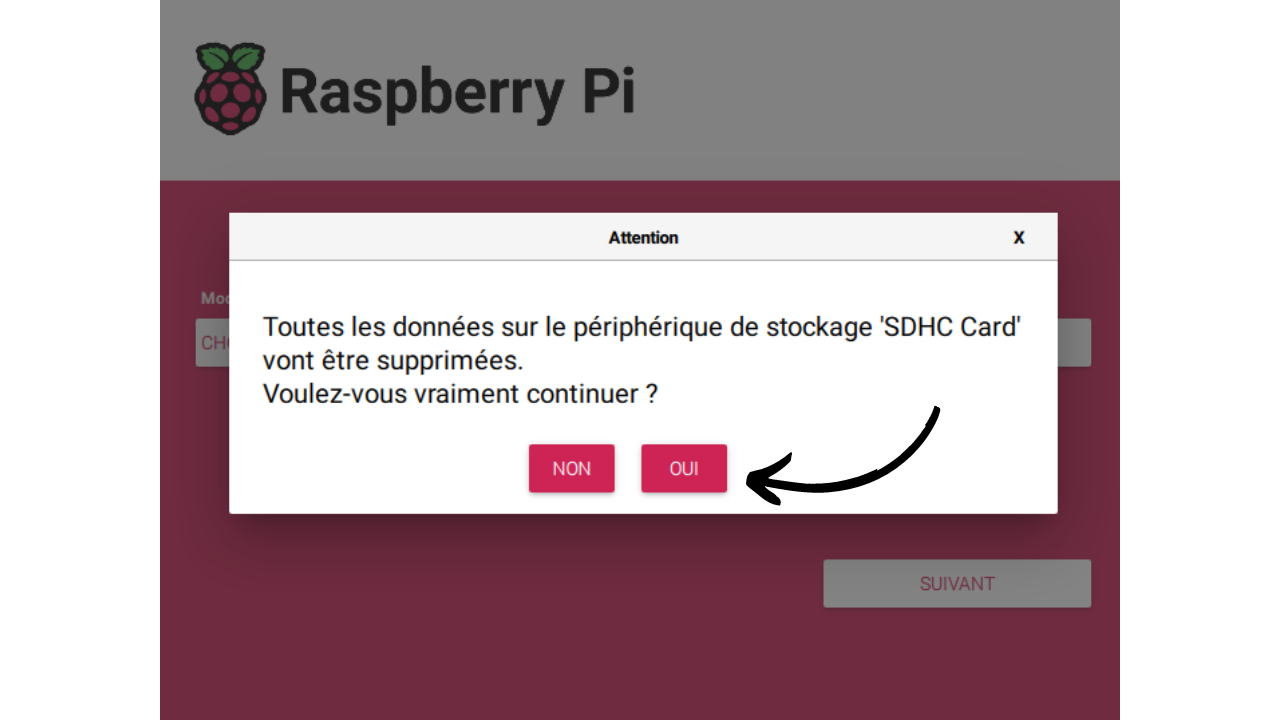 Raspberry Pi
Attention
X
Mod
CHO
Toutes les données sur le périphérique de stockage 'SDHC Card'
vont être supprimées.
Voulez-vous vraiment continuer ?
NON
OUI
SUIVANT